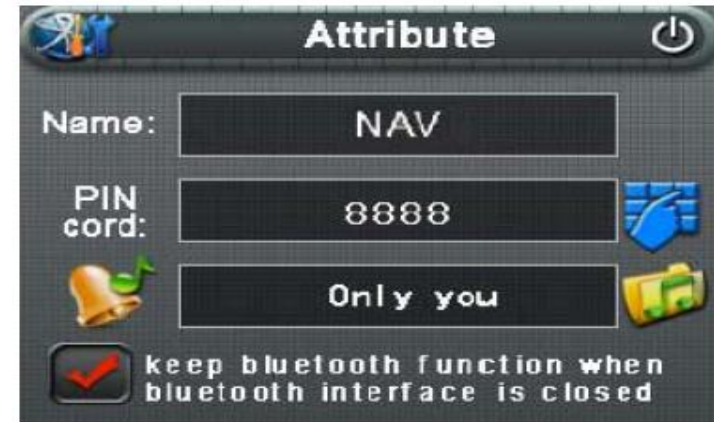 Attribute
Name: NAV
PIN
cord: 8888
Only you
keep bluetooth function when
bluetooth interface is closed